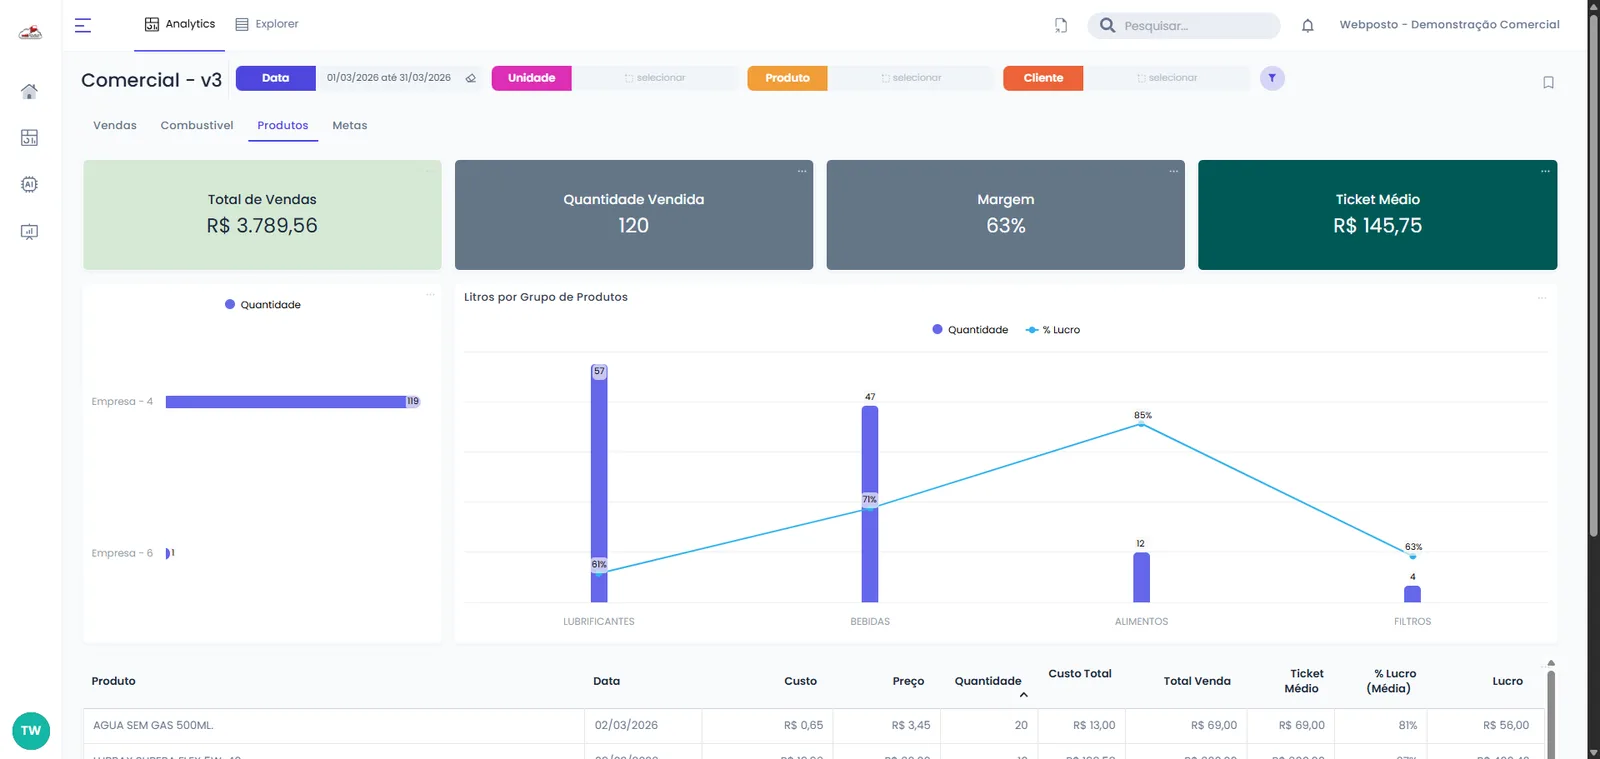 Analytics
Explorer
Pesquisar...
Webposto - Demonstração Comercial
Comercial - v3
Data
01/03/2026 até 31/03/2026
Unidade
selecionar
Produto
selecionar
Cliente
selecionar
Vendas
Combustível
Produtos
Metas
Total de Vendas
R$ 3.789,56
Quantidade Vendida
120
Margem
63%
Ticket Médio
R$ 145,75
Quantidade
Empresa - 4
119
Empresa - 6
1
Litros por Grupo de Produtos
Quantidade
% Lucro
57
47
85%
71%
12
61%
63%
4
LUBRIFICANTES
BEBIDAS
ALIMENTOS
FILTROS
Produto
Data
Custo
Preço
Quantidade
Custo Total
Total Venda
Ticket
Médio
% Lucro
(Média)
Lucro
AGUA SEM GAS 500ML.
02/03/2026
R$ 0,65
R$ 3,45
20
R$ 13,00
R$ 69,00
R$ 69,00
81%
R$ 56,00
AI
TW